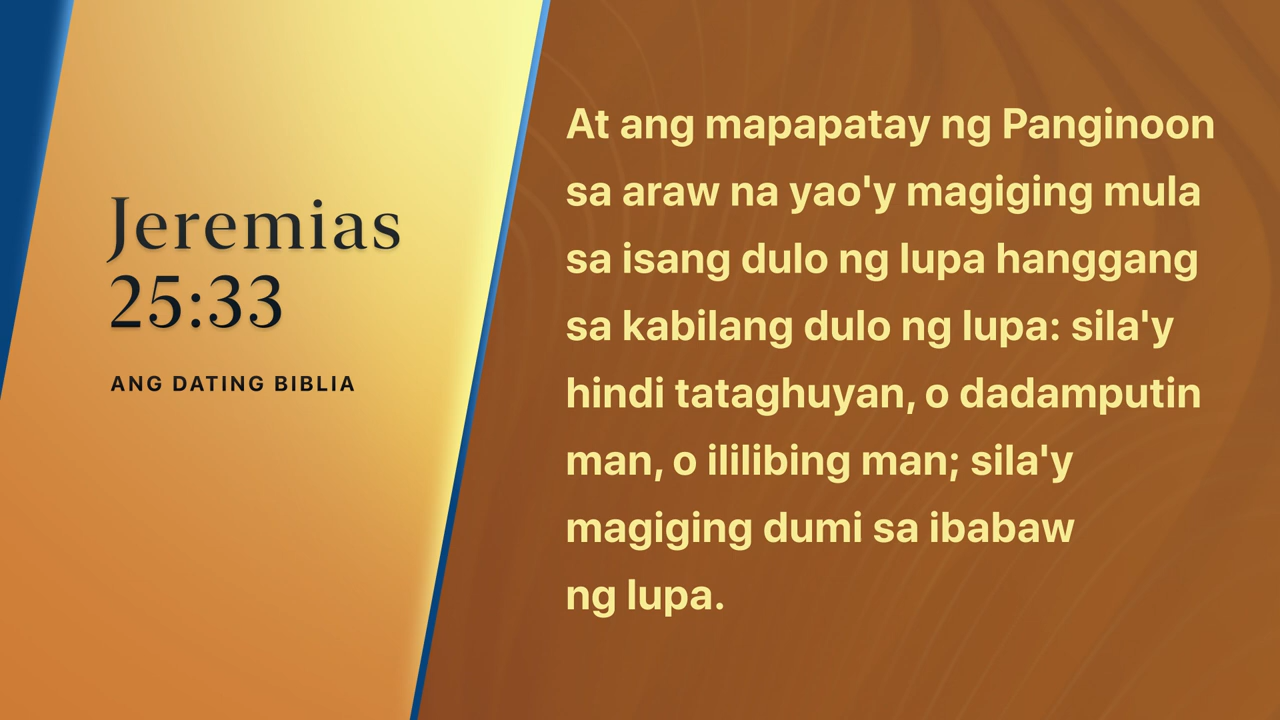 Jeremias
25:33
ANG DATING BIBLIA
At ang mapapatay ng Panginoon
sa araw na yao'y magiging mula
sa isang dulo ng lupa hanggang
sa kabilang dulo ng lupa: sila'y
hindi tataghuyan, o dadamputin
man, o ililibing man; sila'y
magiging dumi sa ibabaw
ng lupa.